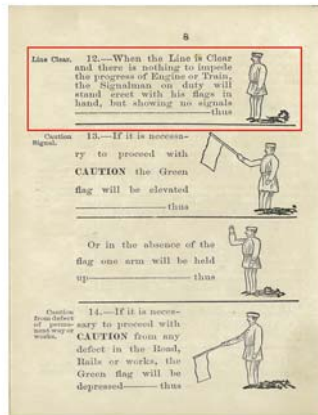 8
Line Clear.
12.—When the Line is Clear
and there is nothing to impede
the progress of Engine or Train,
the Signalman on duty will
stand erect with his flags in
hand, but showing no signals
thus
Caution
Signal.
13.—If it is necessa-
ry to proceed with
CAUTION the Green
flag will be elevated
thus
Or in the absence of the
flag one arm will be held
up thus
Caution
from defect
of perma-
nent way or
works.
14.—If it is neces-
sary to proceed with
CAUTION from any
defect in the Road,
Rails or works, the
Green flag will be
depressed thus